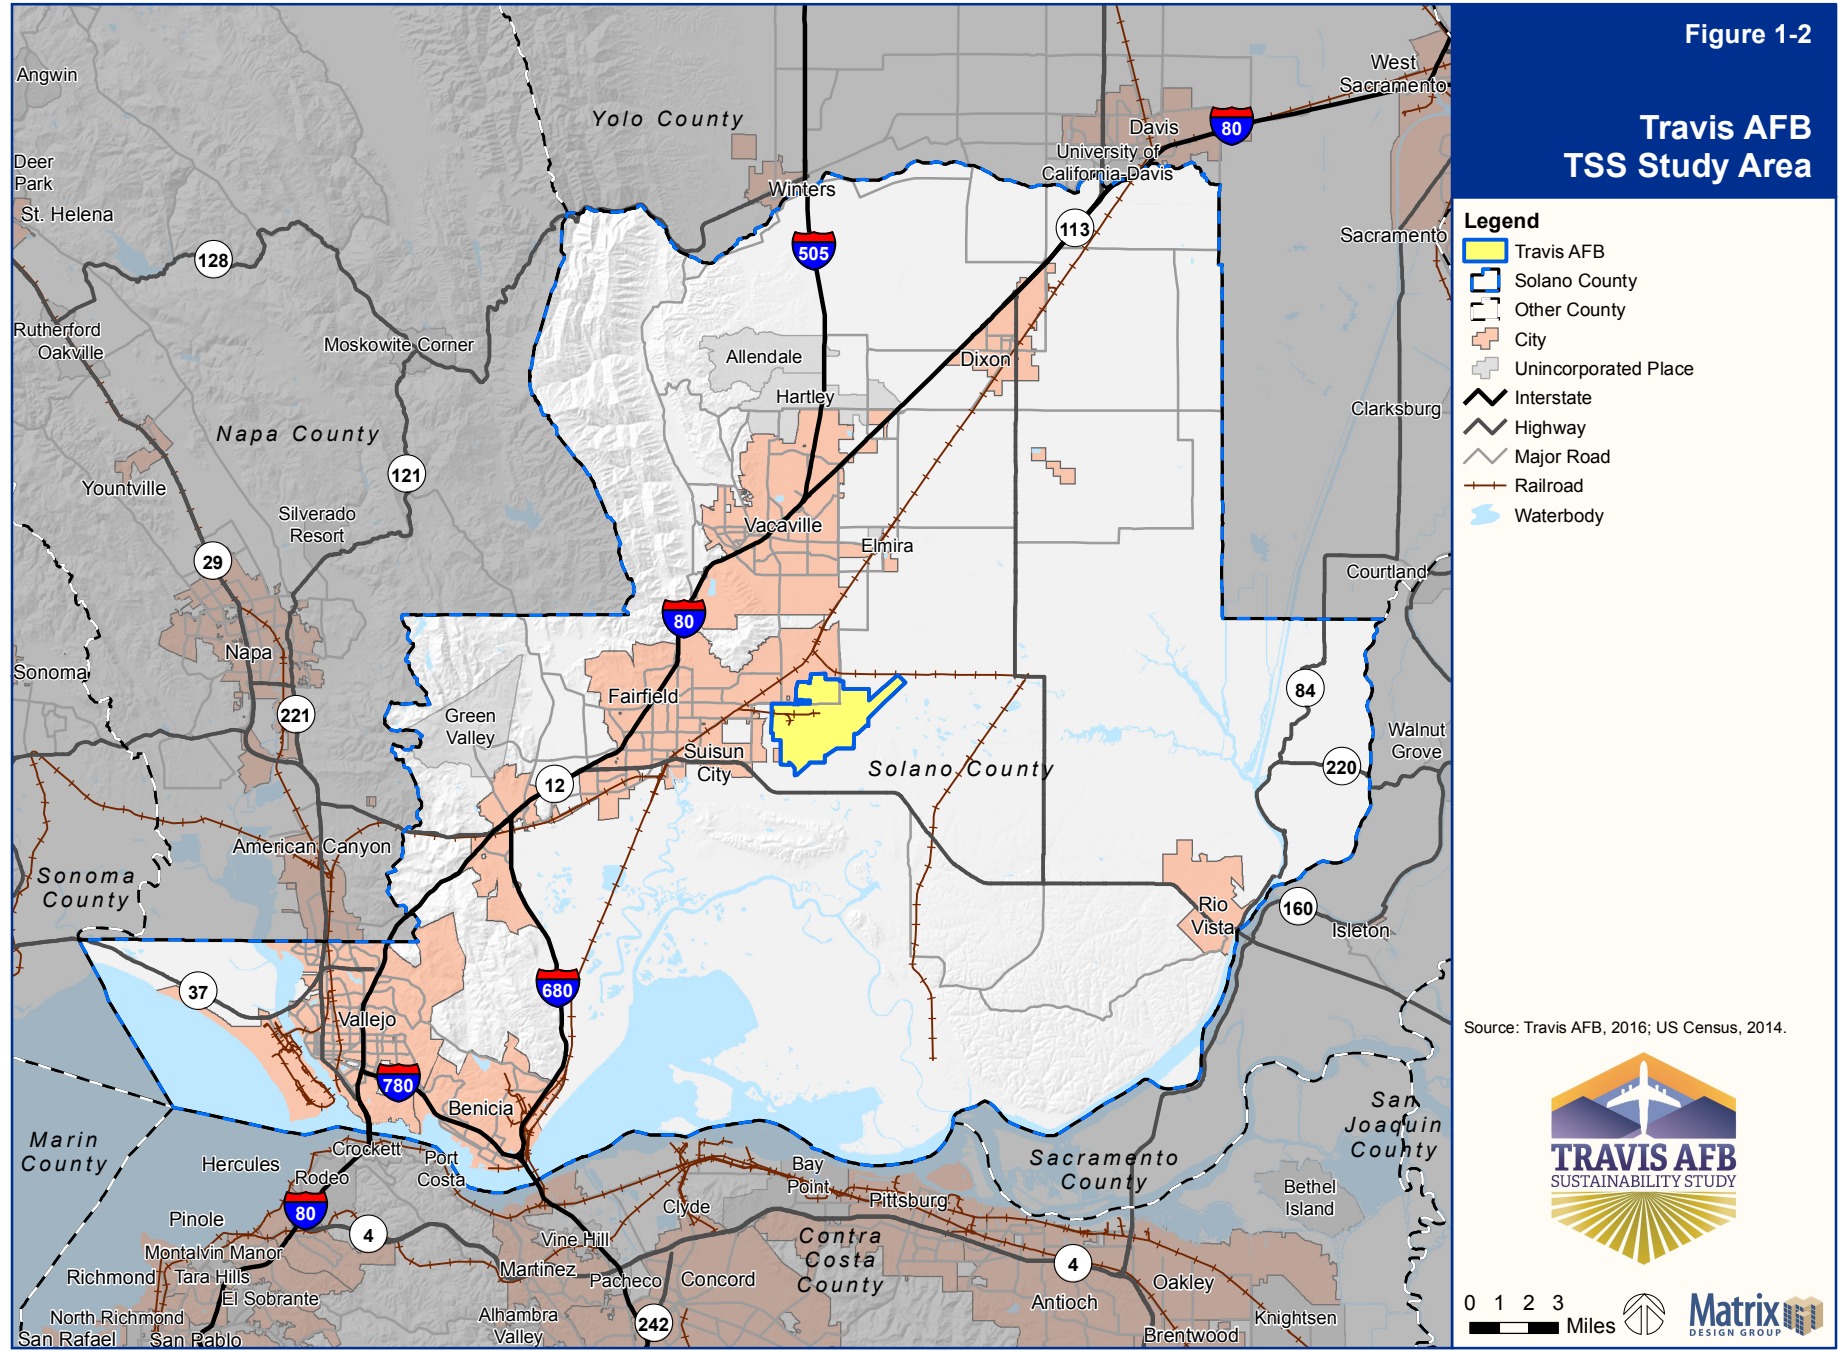 Figure 1-2
Travis AFB
TSS Study Area
Legend
Travis AFB
Solano County
Other County
City
Unincorporated Place
Interstate
Highway
Major Road
Railroad
Waterbody
Source: Travis AFB, 2016; US Census, 2014.
TRAVIS AFB
SUSTAINABILITY STUDY
0 1 2 3
Miles
Matrix
DESIGN GROUP
Angwin
Yolo County
West
Sacramento
80
Davis
University of
California-Davis
Deer
Park
St. Helena
Winters
113
Sacramento
128
505
Rutherford
Oakville
Moskowite Corner
Allendale
Dixon
Hartley
Clarksburg
Napa County
121
Yountville
Silverado
Resort
Vacaville
Elmira
29
Courtland
80
Napa
Sonoma
Fairfield
84
221
Green
Valley
Walnut
Grove
Suisun
City
Solano County
220
12
American Canyon
Sonoma
County
Rio
Vista
160
Isleton
37
680
Vallejo
780
Benicia
San
Joaquin
County
Marin
County
Crockett
Hercules
Port
Costa
Rodeo
Bay
Point
Sacramento
County
Bethel
Island
80
Pittsburg
Clyde
Pinole
4
Vine Hill
Contra
Costa
County
Montalvin Manor
Richmond
Tara Hills
Martinez
Pacheco
Concord
4
Oakley
El Sobrante
Antioch
North Richmond
Alhambra
Valley
242
Knightsen
San Rafael
San Pablo
Brentwood